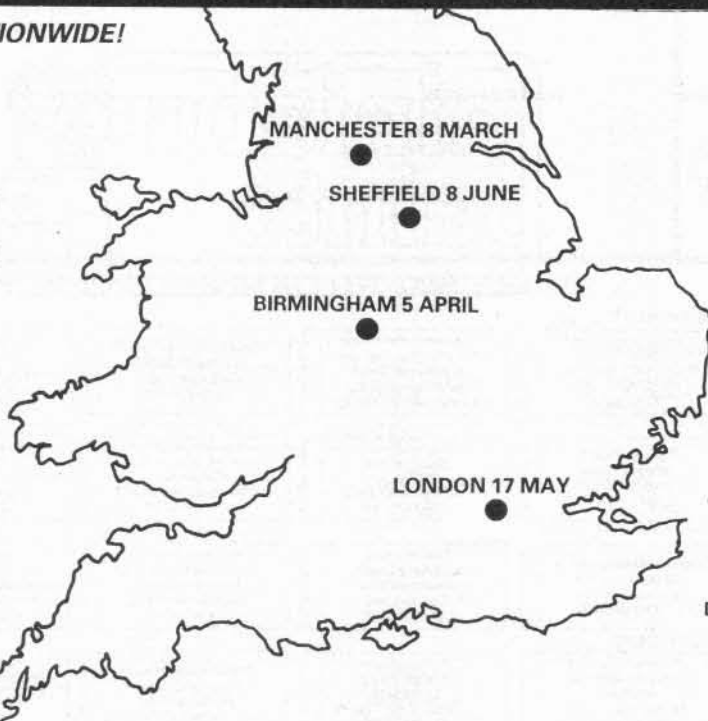 IONWIDE!
MANCHESTER 8 MARCH
SHEFFIELD 8 JUNE
BIRMINGHAM 5 APRIL
LONDON 17 MAY